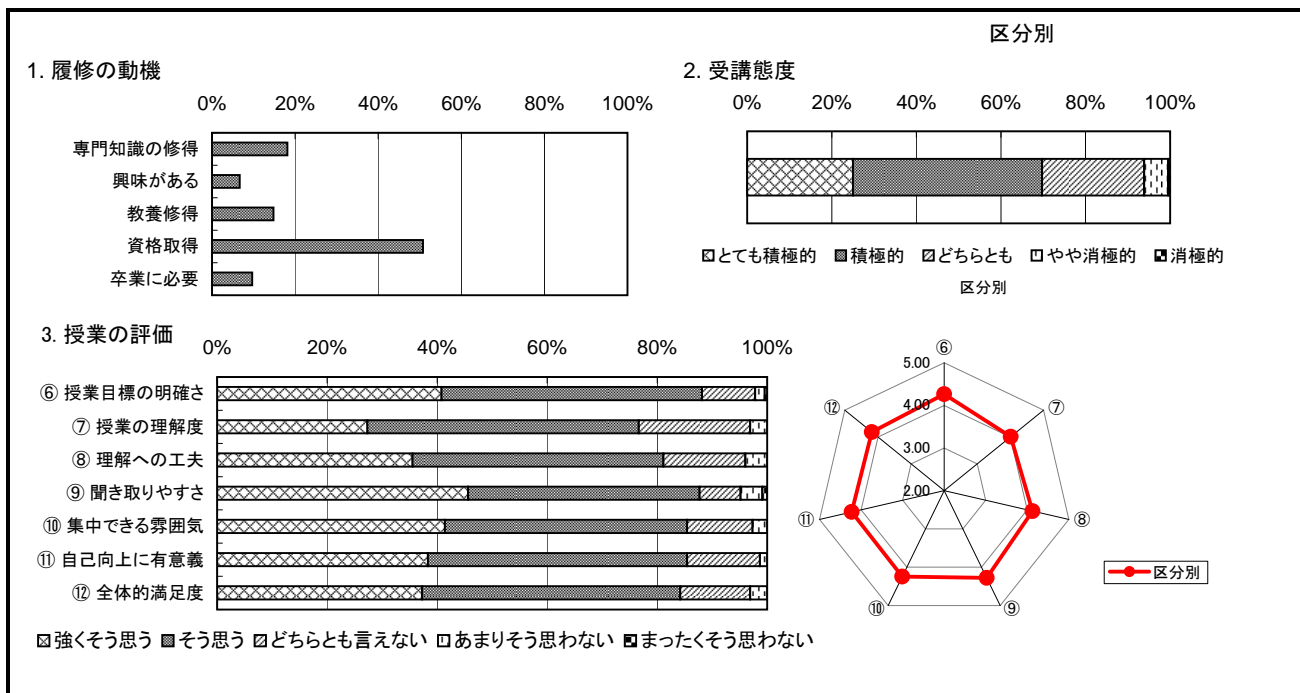 区分別
1. 履修の動機
0% 20% 40% 60% 80% 100%
専門知識の修得
興味がある
教養修得
資格取得
卒業に必要
2. 受講態度
0% 20% 40% 60% 80% 100%
とても積極的 積極的 どちらとも やや消極的 消極的
区分別
3. 授業の評価
0% 20% 40% 60% 80% 100%
⑥ 授業目標の明確さ
⑦ 授業の理解度
⑧ 理解への工夫
⑨ 聞き取りやすさ
⑩ 集中できる雰囲気
⑪ 自己向上に有意義
⑫ 全体的満足度
強くそう思う そう思う どちらとも言えない あまりそう思わない まったくそう思わない
⑥
5.00
⑫ 4.00 ⑦
3.00
2.00
⑪ ⑧
⑩ ⑨
区分別